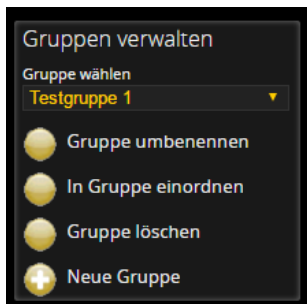 Gruppen verwalten
Gruppe wählen
Testgruppe 1
Gruppe umbenennen
In Gruppe einordnen
Gruppe löschen
Neue Gruppe